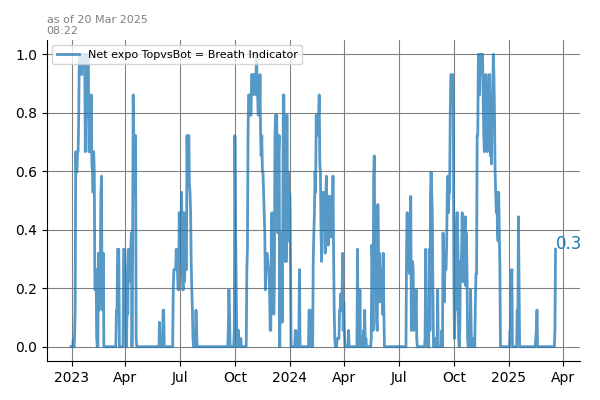 as of 20 Mar 2025
08:22
Net expo TopvsBot = Breath Indicator
1.0
0.8
0.6
0.4
0.3
0.2
0.0
2023 Apr Jul Oct 2024 Apr Jul Oct 2025 Apr